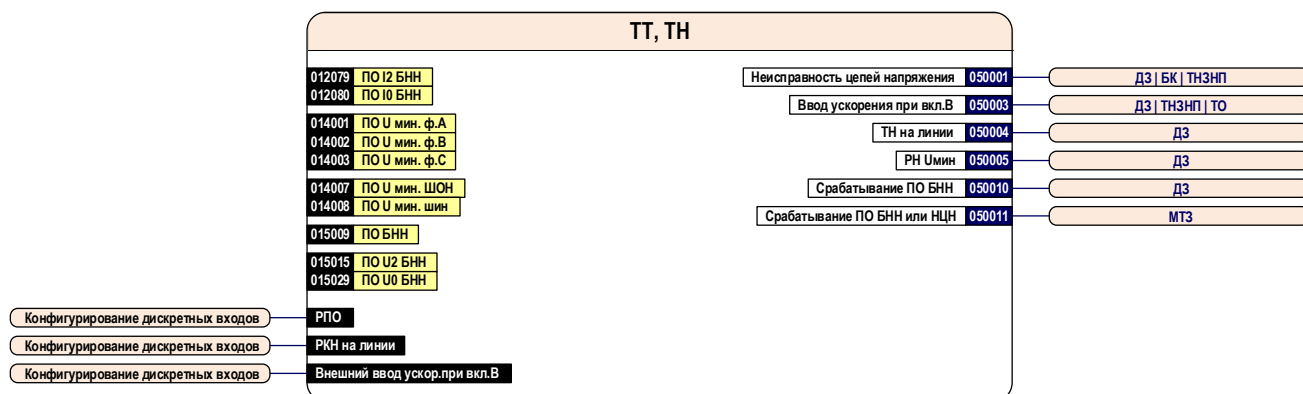 ТТ, ТН
012079 ПО I2 БНН
012080 ПО I0 БНН
014001 ПО U мин. ф.А
014002 ПО U мин. ф.В
014003 ПО U мин. ф.С
014007 ПО U мин. ШОН
014008 ПО U мин. шин
015009 ПО БНН
015015 ПО U2 БНН
015029 ПО U0 БНН
Конфигурирование дискретных входов РПО
Конфигурирование дискретных входов РКН на линии
Конфигурирование дискретных входов Внешний ввод ускор.при вкл.В
Неисправность цепей напряжения 050001 ДЗ | БК | ТНЗНП
Ввод ускорения при вкл.В 050003 ДЗ | ТНЗНП | ТО
ТН на линии 050004 ДЗ
РН Uмин 050005 ДЗ
Срабатывание ПО БНН 050010 ДЗ
Срабатывание ПО БНН или НЦН 050011 МТЗ